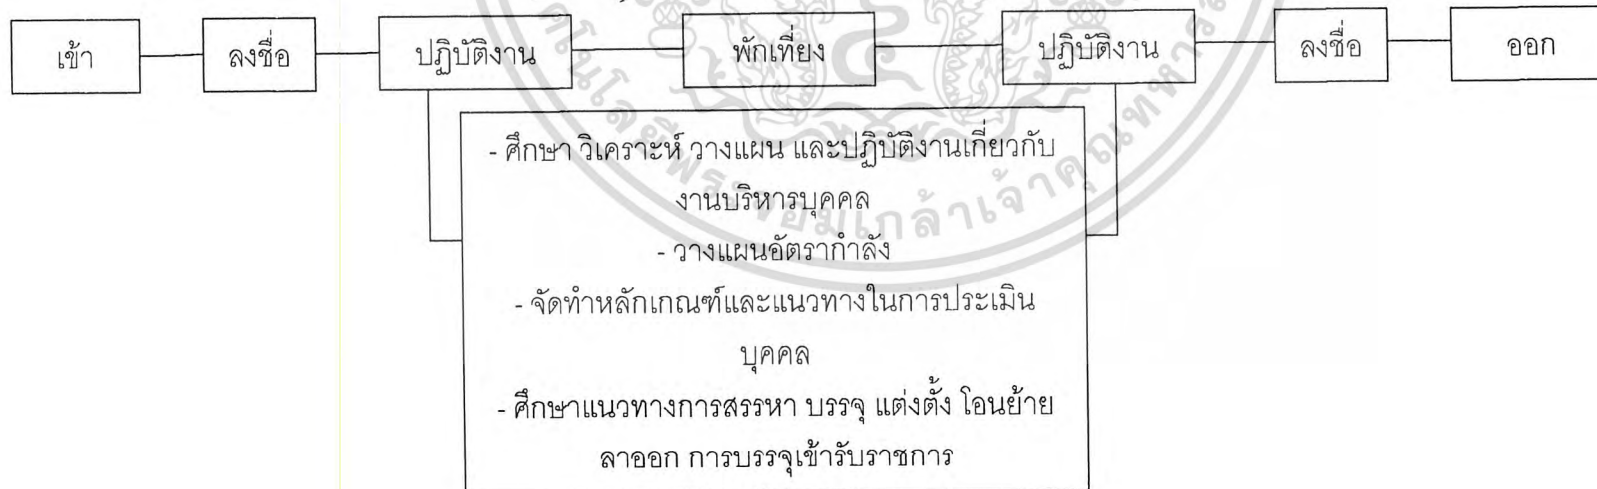 เข้า ลงชื่อ ปฏิบัติงาน พักเที่ยง ปฏิบัติงาน ลงชื่อ ออก
- ศึกษา วิเคราะห์ วางแผน และปฏิบัติงานเกี่ยวกับ
งานบริหารบุคคล
- วางแผนอัตรากำลัง
- จัดทำหลักเกณฑ์และแนวทางในการประเมิน
บุคคล
- ศึกษาแนวทางการสรรหา บรรจุ แต่งตั้ง โอนย้าย
ลาออก การบรรจุเข้ารับราชการ